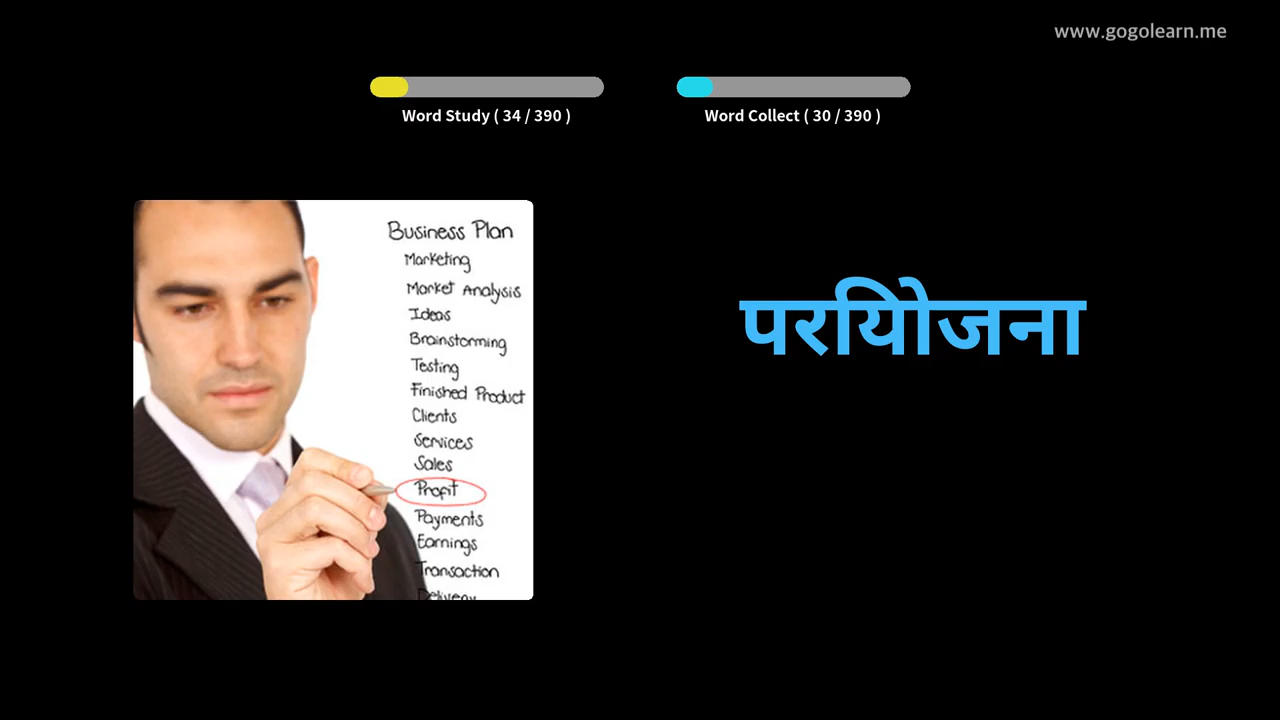 www.gogolearn.me
Word Study ( 34 / 390 )
Word Collect ( 30 / 390 )
Business Plan
Marketing
Market Analysis
Ideas
Brainstorming
Testing
Finished Product
Clients
Services
Sales
Profit
Payments
Earnings
Transaction
Delivery
परियोजना